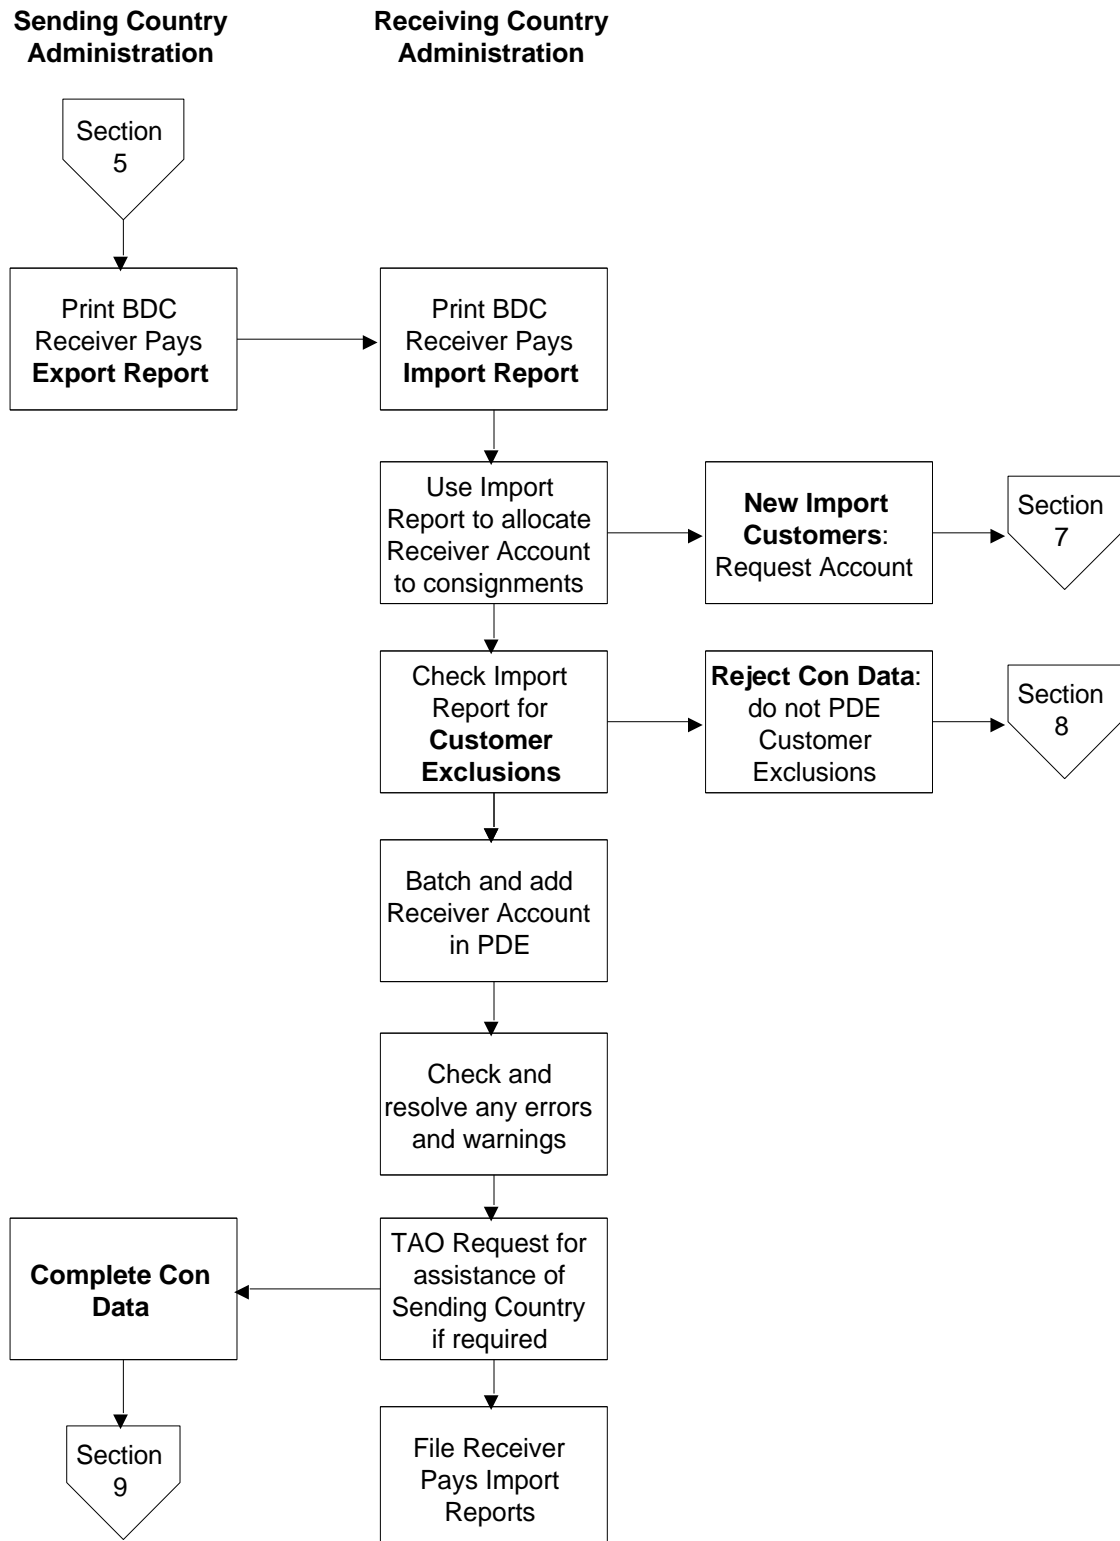 Sending Country
Administration
Receiving Country
Administration
Section
5
Print BDC
Receiver Pays
Export Report
Print BDC
Receiver Pays
Import Report
Use Import
Report to allocate
Receiver Account
to consignments
New Import
Customers:
Request Account
Section
7
Check Import
Report for
Customer
Exclusions
Reject Con Data:
do not PDE
Customer
Exclusions
Section
8
Batch and add
Receiver Account
in PDE
Check and
resolve any errors
and warnings
Complete Con
Data
TAO Request for
assistance of
Sending Country
if required
Section
9
File Receiver
Pays Import
Reports